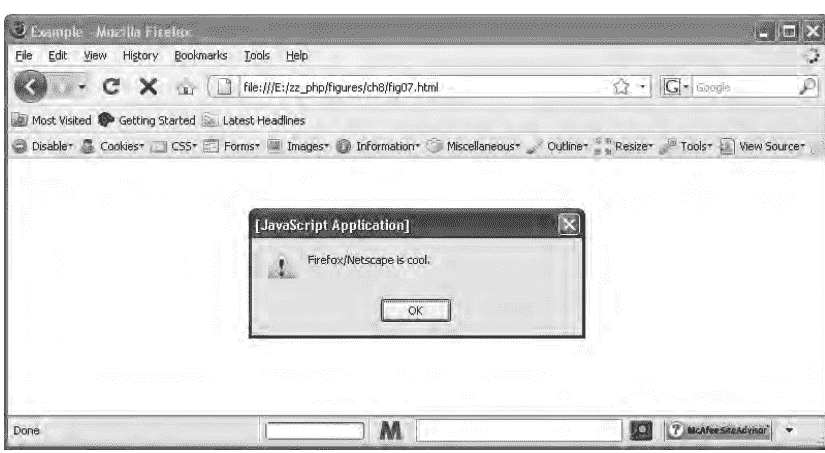 Example - Mozilla Firefox
File Edit View History Bookmarks Tools Help
file:///E:/zz_php/figures/ch8/fig07.html
G Google
Most Visited Getting Started Latest Headlines
Disable Cookies CSS Forms Images Information Miscellaneous Outline Resize Tools View Source
[JavaScript Application]
Firefox/Netscape is cool.
OK
Done
M
McAfee SiteAdvisor